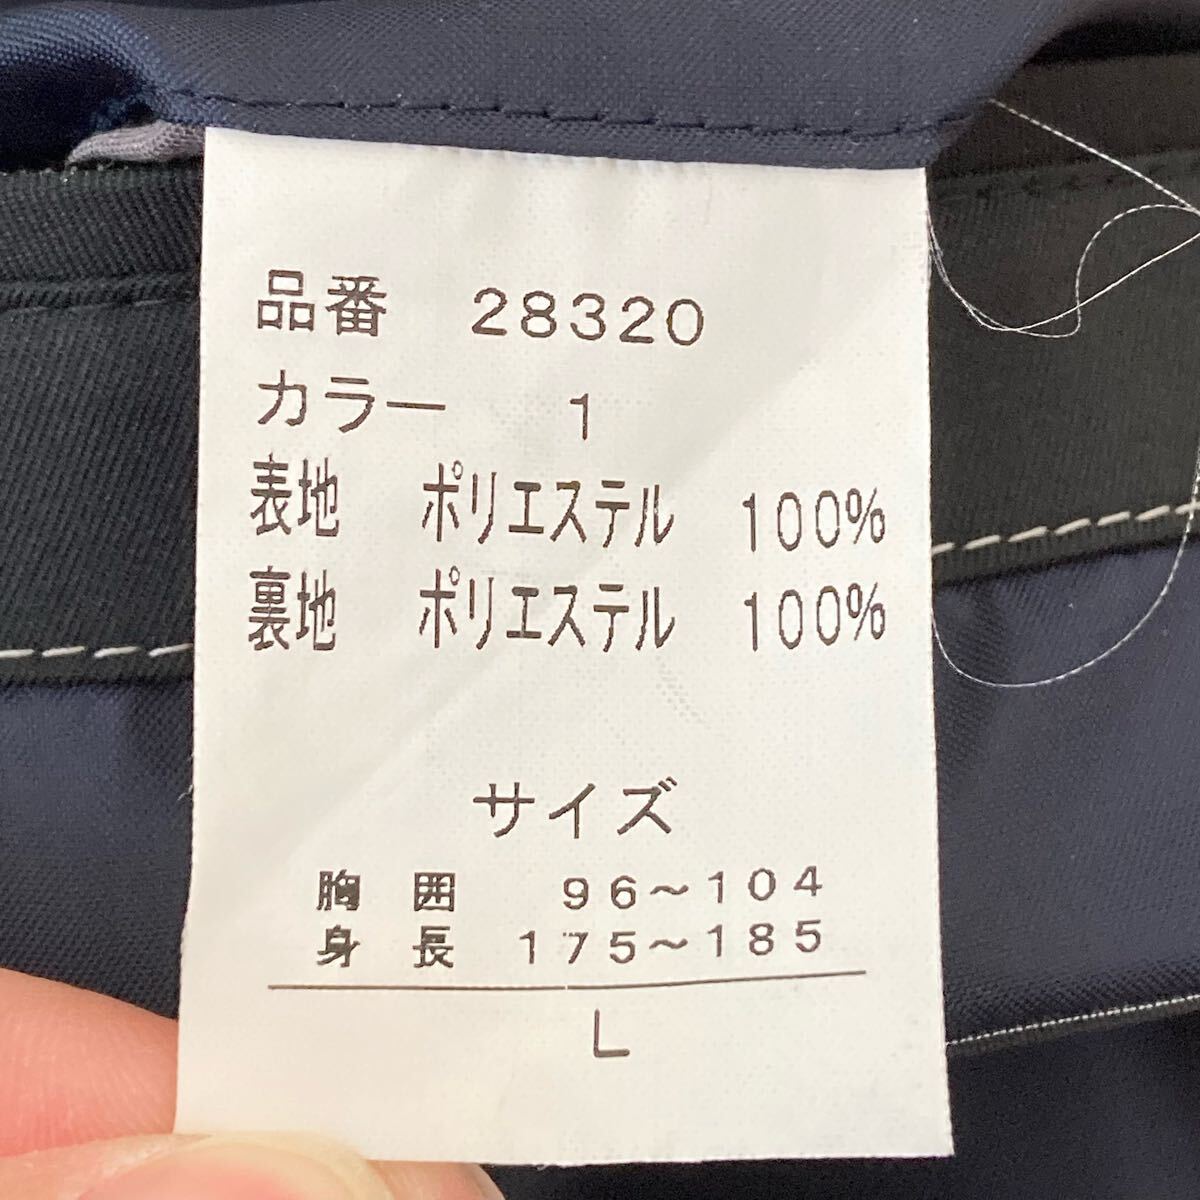 品番 28320
カラー 1
表地 ポリエステル 100%
裏地 ポリエステル 100%
サイズ
胸囲 96～104
身長 175～185
L